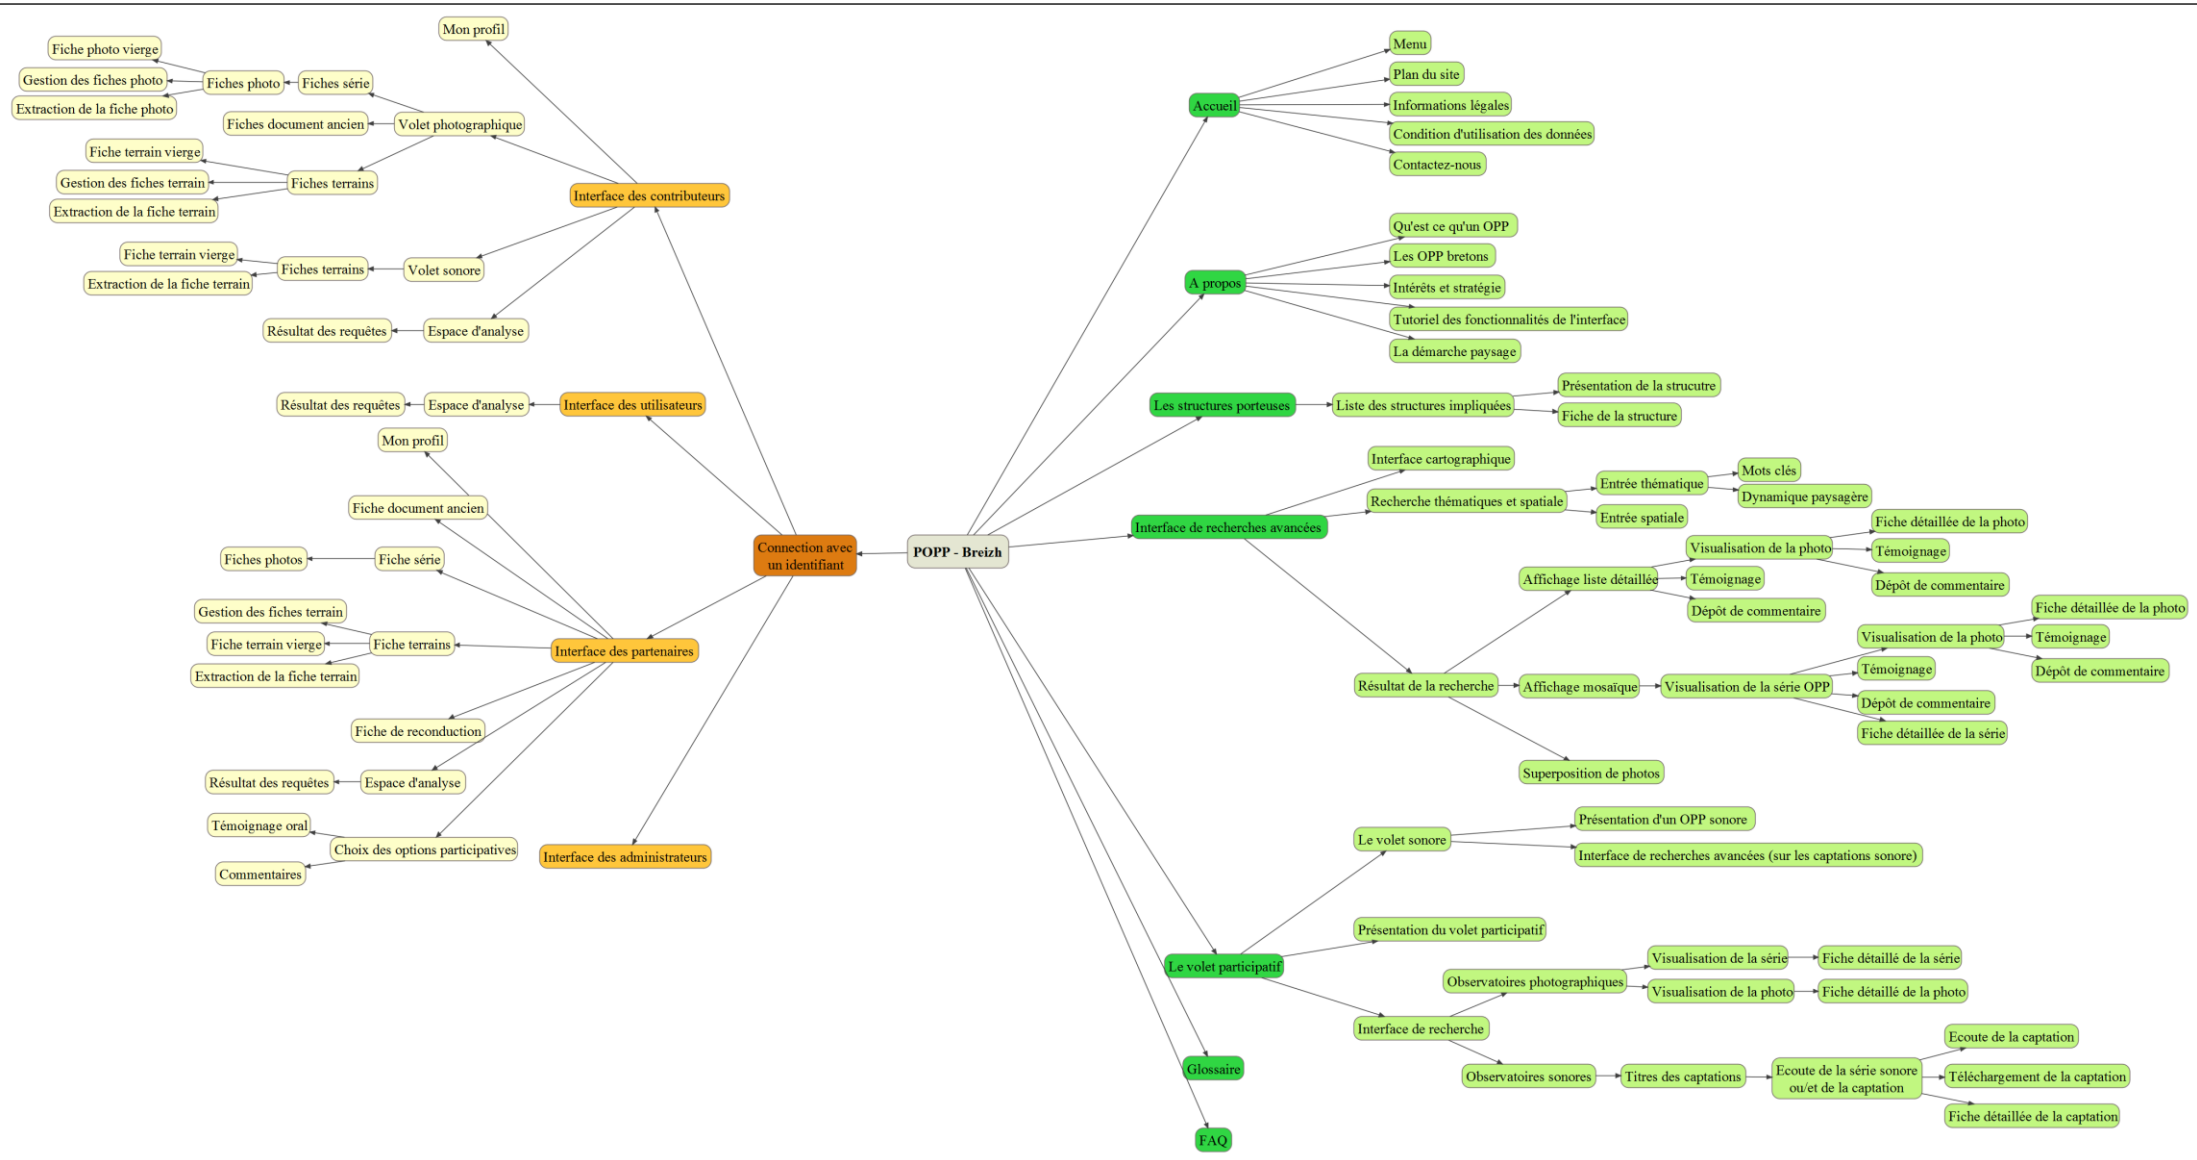 POPP - Breizh
Connection avec
un identifiant
Interface des contributeurs
Mon profil
Volet photographique
Fiches série
Fiches photo
Fiche photo vierge
Gestion des fiches photo
Extraction de la fiche photo
Fiches document ancien
Fiches terrains
Fiche terrain vierge
Gestion des fiches terrain
Extraction de la fiche terrain
Volet sonore
Fiches terrains
Fiche terrain vierge
Extraction de la fiche terrain
Espace d'analyse
Résultat des requêtes
Interface des utilisateurs
Espace d'analyse
Résultat des requêtes
Interface des partenaires
Mon profil
Fiche document ancien
Fiche série
Fiches photos
Fiche terrains
Gestion des fiches terrain
Fiche terrain vierge
Extraction de la fiche terrain
Fiche de reconduction
Espace d'analyse
Résultat des requêtes
Choix des options participatives
Témoignage oral
Commentaires
Interface des administrateurs
Accueil
Menu
Plan du site
Informations légales
Condition d'utilisation des données
Contactez-nous
A propos
Qu'est ce qu'un OPP
Les OPP bretons
Intérêts et stratégie
Tutoriel des fonctionnalités de l'interface
La démarche paysage
Les structures porteuses
Liste des structures impliquées
Présentation de la strucutre
Fiche de la structure
Interface de recherches avancées
Interface cartographique
Recherche thématiques et spatiale
Entrée thématique
Mots clés
Dynamique paysagère
Entrée spatiale
Résultat de la recherche
Affichage liste détaillée
Visualisation de la photo
Fiche détaillée de la photo
Témoignage
Dépôt de commentaire
Témoignage
Dépôt de commentaire
Affichage mosaïque
Visualisation de la série OPP
Visualisation de la photo
Fiche détaillée de la photo
Témoignage
Dépôt de commentaire
Témoignage
Dépôt de commentaire
Fiche détaillée de la série
Superposition de photos
Le volet participatif
Le volet sonore
Présentation d'un OPP sonore
Interface de recherches avancées (sur les captations sonore)
Présentation du volet participatif
Interface de recherche
Observatoires photographiques
Visualisation de la série
Fiche détaillé de la série
Visualisation de la photo
Fiche détaillé de la photo
Observatoires sonores
Titres des captations
Ecoute de la série sonore
ou/et de la captation
Ecoute de la captation
Téléchargement de la captation
Fiche détaillée de la captation
Glossaire
FAQ